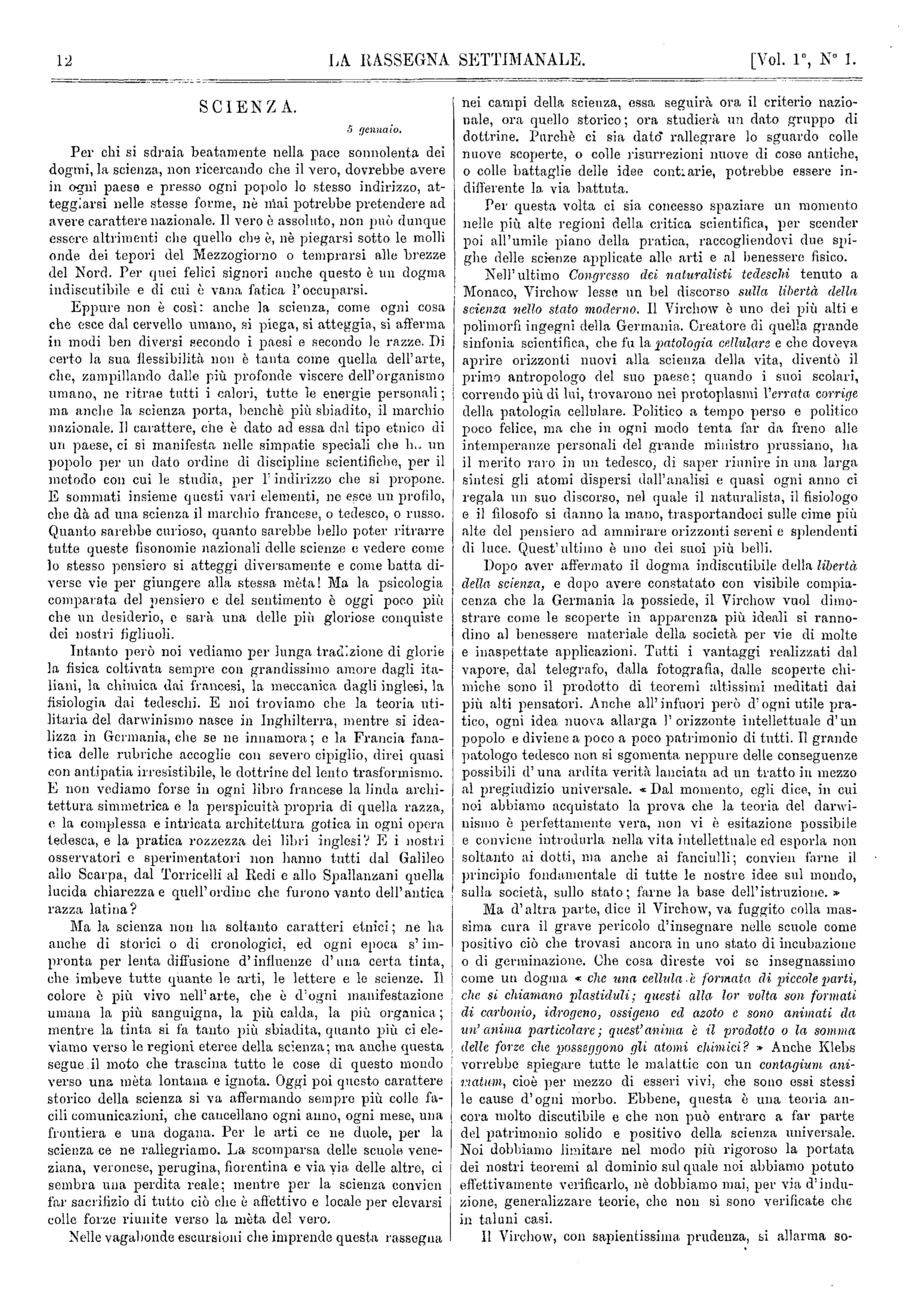 12
LA RASSEGNA SETTIMANALE.
[Vol. 1°, N° 1.
SCIENZA.
5 gennaio.
Per chi si sdraia beatamente nella pace sonnolenta dei
dogmi, la scienza, non ricercando che il vero, dovrebbe avere
in ogni paese e presso ogni popolo lo stesso indirizzo, at-
teggiarsi nelle stesse forme, nè mai potrebbe pretendere ad
avere carattere nazionale. Il vero è assoluto, non può dunque
essere altrimenti che quello che è, nè piegarsi sotto le molli
onde dei tepori del Mezzogiorno o temprarsi alle brezze
del Nord. Per quei felici signori anche questo è un dogma
indiscutibile e di cui è vana fatica l'occuparsi.
Eppure non è così: anche la scienza, come ogni cosa
che esce dal cervello umano, si piega, si atteggia, si afferma
in modi ben diversi secondo i paesi e secondo le razze. Di
certo la sua flessibilità non è tanta come quella dell'arte,
che, zampillando dalle più profonde viscere dell'organismo
umano, ne ritrae tutti i calori, tutte le energie personali;
ma anche la scienza porta, benchè più sbiadito, il marchio
nazionale. Il carattere, che è dato ad essa dal tipo etnico di
un paese, ci si manifesta nelle simpatie speciali che h.. un
popolo per un dato ordine di discipline scientifiche, per il
metodo con cui le studia, per l'indirizzo che si propone.
E sommati insieme questi vari elementi, ne esce un profilo,
che dà ad una scienza il marchio francese, o tedesco, o russo.
Quanto sarebbe curioso, quanto sarebbe bello poter ritrarre
tutte queste fisonomie nazionali delle scienze e vedere come
lo stesso pensiero si atteggi diversamente e come batta di-
verse vie per giungere alla stessa mèta! Ma la psicologia
comparata del pensiero e del sentimento è oggi poco più
che un desiderio, e sarà una delle più gloriose conquiste
dei nostri figliuoli.
Intanto però noi vediamo per lunga tradizione di glorie
la fisica coltivata sempre con grandissimo amore dagli ita-
liani, la chimica dai francesi, la meccanica dagli inglesi, la
fisiologia dai tedeschi. E noi troviamo che la teoria uti-
litaria del darwinismo nasce in Inghilterra, mentre si idea-
lizza in Germania, che se ne innamora; e la Francia fana-
tica delle rubriche accoglie con severo cipiglio, direi quasi
con antipatia irresistibile, le dottrine del lento trasformismo.
E non vediamo forse in ogni libro francese la linda archi-
tettura simmetrica e la perspicuità propria di quella razza,
e la complessa e intricata architettura gotica in ogni opera
tedesca, e la pratica rozzezza dei libri inglesi? E i nostri
osservatori e sperimentatori non hanno tutti dal Galileo
allo Scarpa, dal Torricelli al Redi e allo Spallanzani quella
lucida chiarezza e quell'ordine che furono vanto dell'antica
razza latina?
Ma la scienza non ha soltanto caratteri etnici; ne ha
anche di storici o di cronologici, ed ogni epoca s'im-
pronta per lenta diffusione d'influenze d'una certa tinta,
che imbeve tutte quante le arti, le lettere e le scienze. Il
colore è più vivo nell'arte, che è d'ogni manifestazione
umana la più sanguigna, la più calda, la più organica;
mentre la tinta si fa tanto più sbiadita, quanto più ci ele-
viamo verso le regioni eteree della scienza; ma anche questa
segue il moto che trascina tutte le cose di questo mondo
verso una mèta lontana e ignota. Oggi poi questo carattere
storico della scienza si va affermando sempre più colle fa-
cili comunicazioni, che cancellano ogni anno, ogni mese, una
frontiera e una dogana. Per le arti ce ne duole, per la
scienza ce ne rallegriamo. La scomparsa delle scuole vene-
ziana, veronese, perugina, fiorentina e via via delle altre, ci
sembra una perdita reale; mentre per la scienza convien
far sacrifizio di tutto ciò che è affettivo e locale per elevarsi
colle forze riunite verso la mèta del vero.
Nelle vagabonde escursioni che imprende questa rassegna
nei campi della scienza, essa seguirà ora il criterio nazio-
nale, ora quello storico; ora studierà un dato gruppo di
dottrine. Purchè ci sia dato rallegrare lo sguardo colle
nuove scoperte, o colle risurrezioni nuove di cose antiche,
o colle battaglie delle idee contrarie, potrebbe essere in-
differente la via battuta.
Per questa volta ci sia concesso spaziare un momento
nelle più alte regioni della critica scientifica, per scender
poi all'umile piano della pratica, raccogliendovi due spi-
ghe delle scienze applicate alle arti e al benessere fisico.
Nell'ultimo Congresso dei naturalisti tedeschi tenuto a
Monaco, Virchow lesse un bel discorso sulla libertà della
scienza nello stato moderno. Il Virchow è uno dei più alti e
polimorfi ingegni della Germania. Creatore di quella grande
sinfonia scientifica, che fu la patologia cellulare e che doveva
aprire orizzonti nuovi alla scienza della vita, diventò il
primo antropologo del suo paese; quando i suoi scolari,
correndo più di lui, trovarono nei protoplasmi l'errata corrige
della patologia cellulare. Politico a tempo perso e politico
poco felice, ma che in ogni modo tenta far da freno alle
intemperanze personali del grande ministro prussiano, ha
il merito raro in un tedesco, di saper riunire in una larga
sintesi gli atomi dispersi dall'analisi e quasi ogni anno ci
regala un suo discorso, nel quale il naturalista, il fisiologo
e il filosofo si danno la mano, trasportandoci sulle cime più
alte del pensiero ad ammirare orizzonti sereni e splendenti
di luce. Quest'ultimo è uno dei suoi più belli.
Dopo aver affermato il dogma indiscutibile della libertà
della scienza, e dopo avere constatato con visibile compia-
cenza che la Germania la possiede, il Virchow vuol dimo-
strare come le scoperte in apparenza più ideali si ranno-
dino al benessere materiale della società per vie di molte
e inaspettate applicazioni. Tutti i vantaggi realizzati dal
vapore, dal telegrafo, dalla fotografia, dalle scoperte chi-
miche sono il prodotto di teoremi altissimi meditati dai
più alti pensatori. Anche all'infuori però d'ogni utile pra-
tico, ogni idea nuova allarga l'orizzonte intellettuale d'un
popolo e diviene a poco a poco patrimonio di tutti. Il grande
patologo tedesco non si sgomenta neppure delle conseguenze
possibili d'una ardita verità lanciata ad un tratto in mezzo
al pregiudizio universale. « Dal momento, egli dice, in cui
noi abbiamo acquistato la prova che la teoria del darwi-
nismo è perfettamente vera, non vi è esitazione possibile
e conviene introdurla nella vita intellettuale ed esporla non
soltanto ai dotti, ma anche ai fanciulli; convien farne il
principio fondamentale di tutte le nostre idee sul mondo,
sulla società, sullo stato; farne la base dell'istruzione. »
Ma d'altra parte, dice il Virchow, va fuggito colla mas-
sima cura il grave pericolo d'insegnare nelle scuole come
positivo ciò che trovasi ancora in uno stato di incubazione
o di germinazione. Che cosa direste voi se insegnassimo
come un dogma « che una cellula è formata di piccole parti,
che si chiamano plastiduli; questi alla lor volta son formati
di carbonio, idrogeno, ossigeno ed azoto e sono animati da
un'anima particolare; quest'anima è il prodotto o la somma
delle forze che posseggono gli atomi chimici? » Anche Klebs
vorrebbe spiegare tutte le malattie con un contagium ani-
matum, cioè per mezzo di esseri vivi, che sono essi stessi
le cause d'ogni morbo. Ebbene, questa è una teoria an-
cora molto discutibile e che non può entrare a far parte
del patrimonio solido e positivo della scienza universale.
Noi dobbiamo limitare nel modo più rigoroso la portata
dei nostri teoremi al dominio sul quale noi abbiamo potuto
effettivamente verificarlo, nè dobbiamo mai, per via d'indu-
zione, generalizzare teorie, che non si sono verificate che
in taluni casi.
Il Virchow, con sapientissima prudenza, si allarma so-